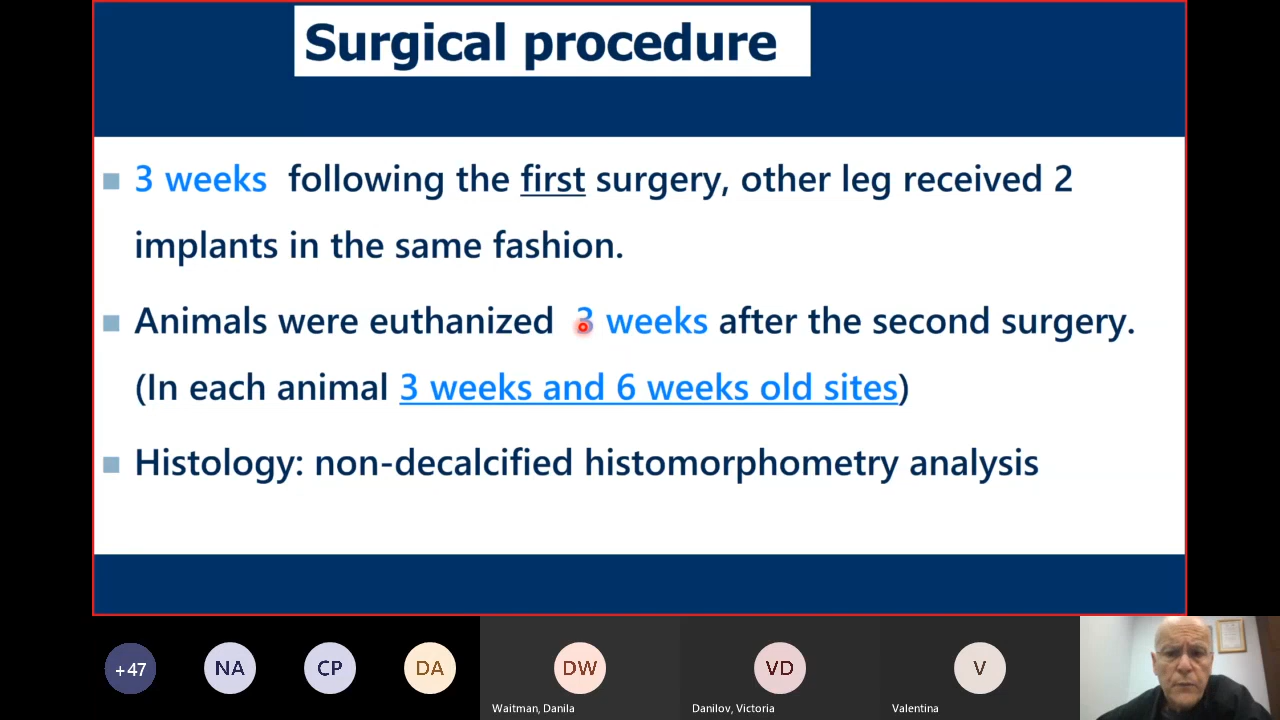 Surgical procedure
3 weeks following the first surgery, other leg received 2
implants in the same fashion.
Animals were euthanized 3 weeks after the second surgery.
(In each animal 3 weeks and 6 weeks old sites)
Histology: non-decalcified histomorphometry analysis
+47
NA
CP
DA
DW
VD
V
Waitman, Danila
Danilov, Victoria
Valentina